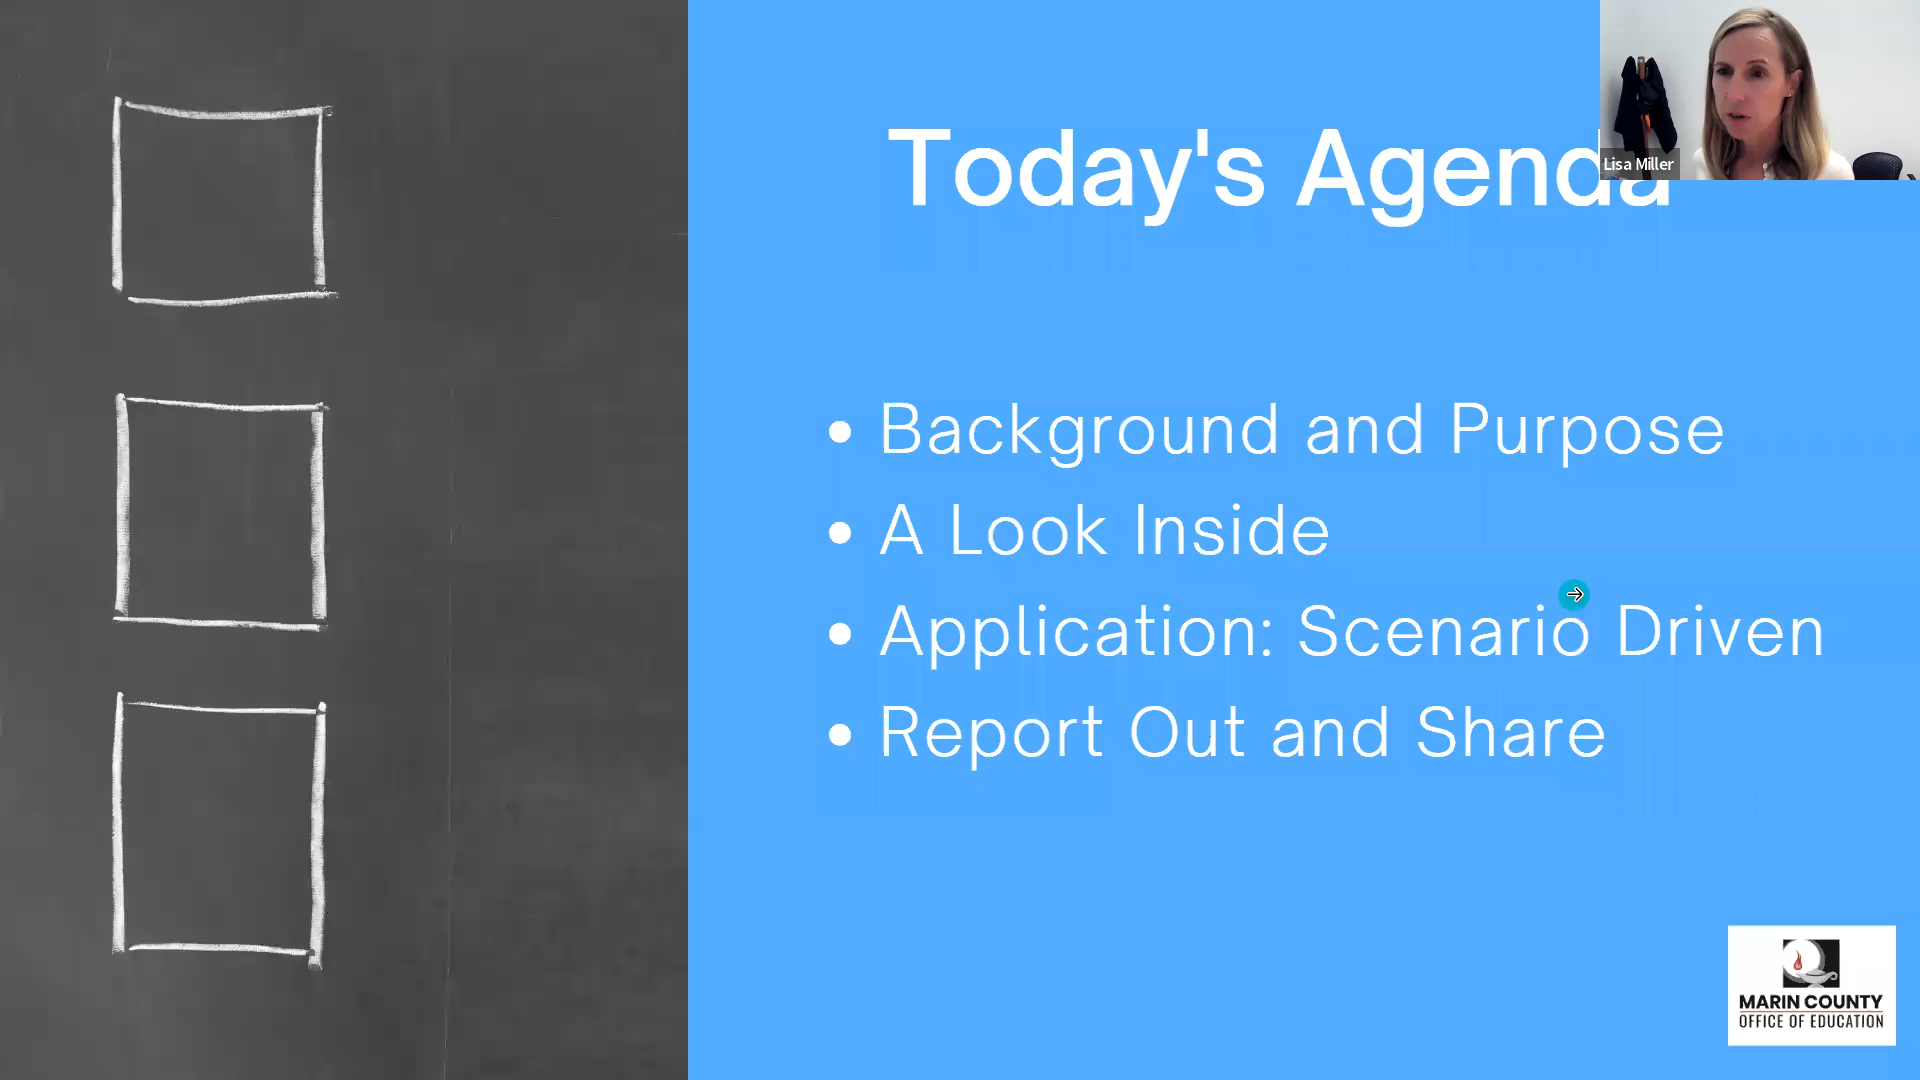 Today's Agenda
Lisa Miller
Background and Purpose
A Look Inside
Application: Scenario Driven
Report Out and Share
MARIN COUNTY
OFFICE OF EDUCATION